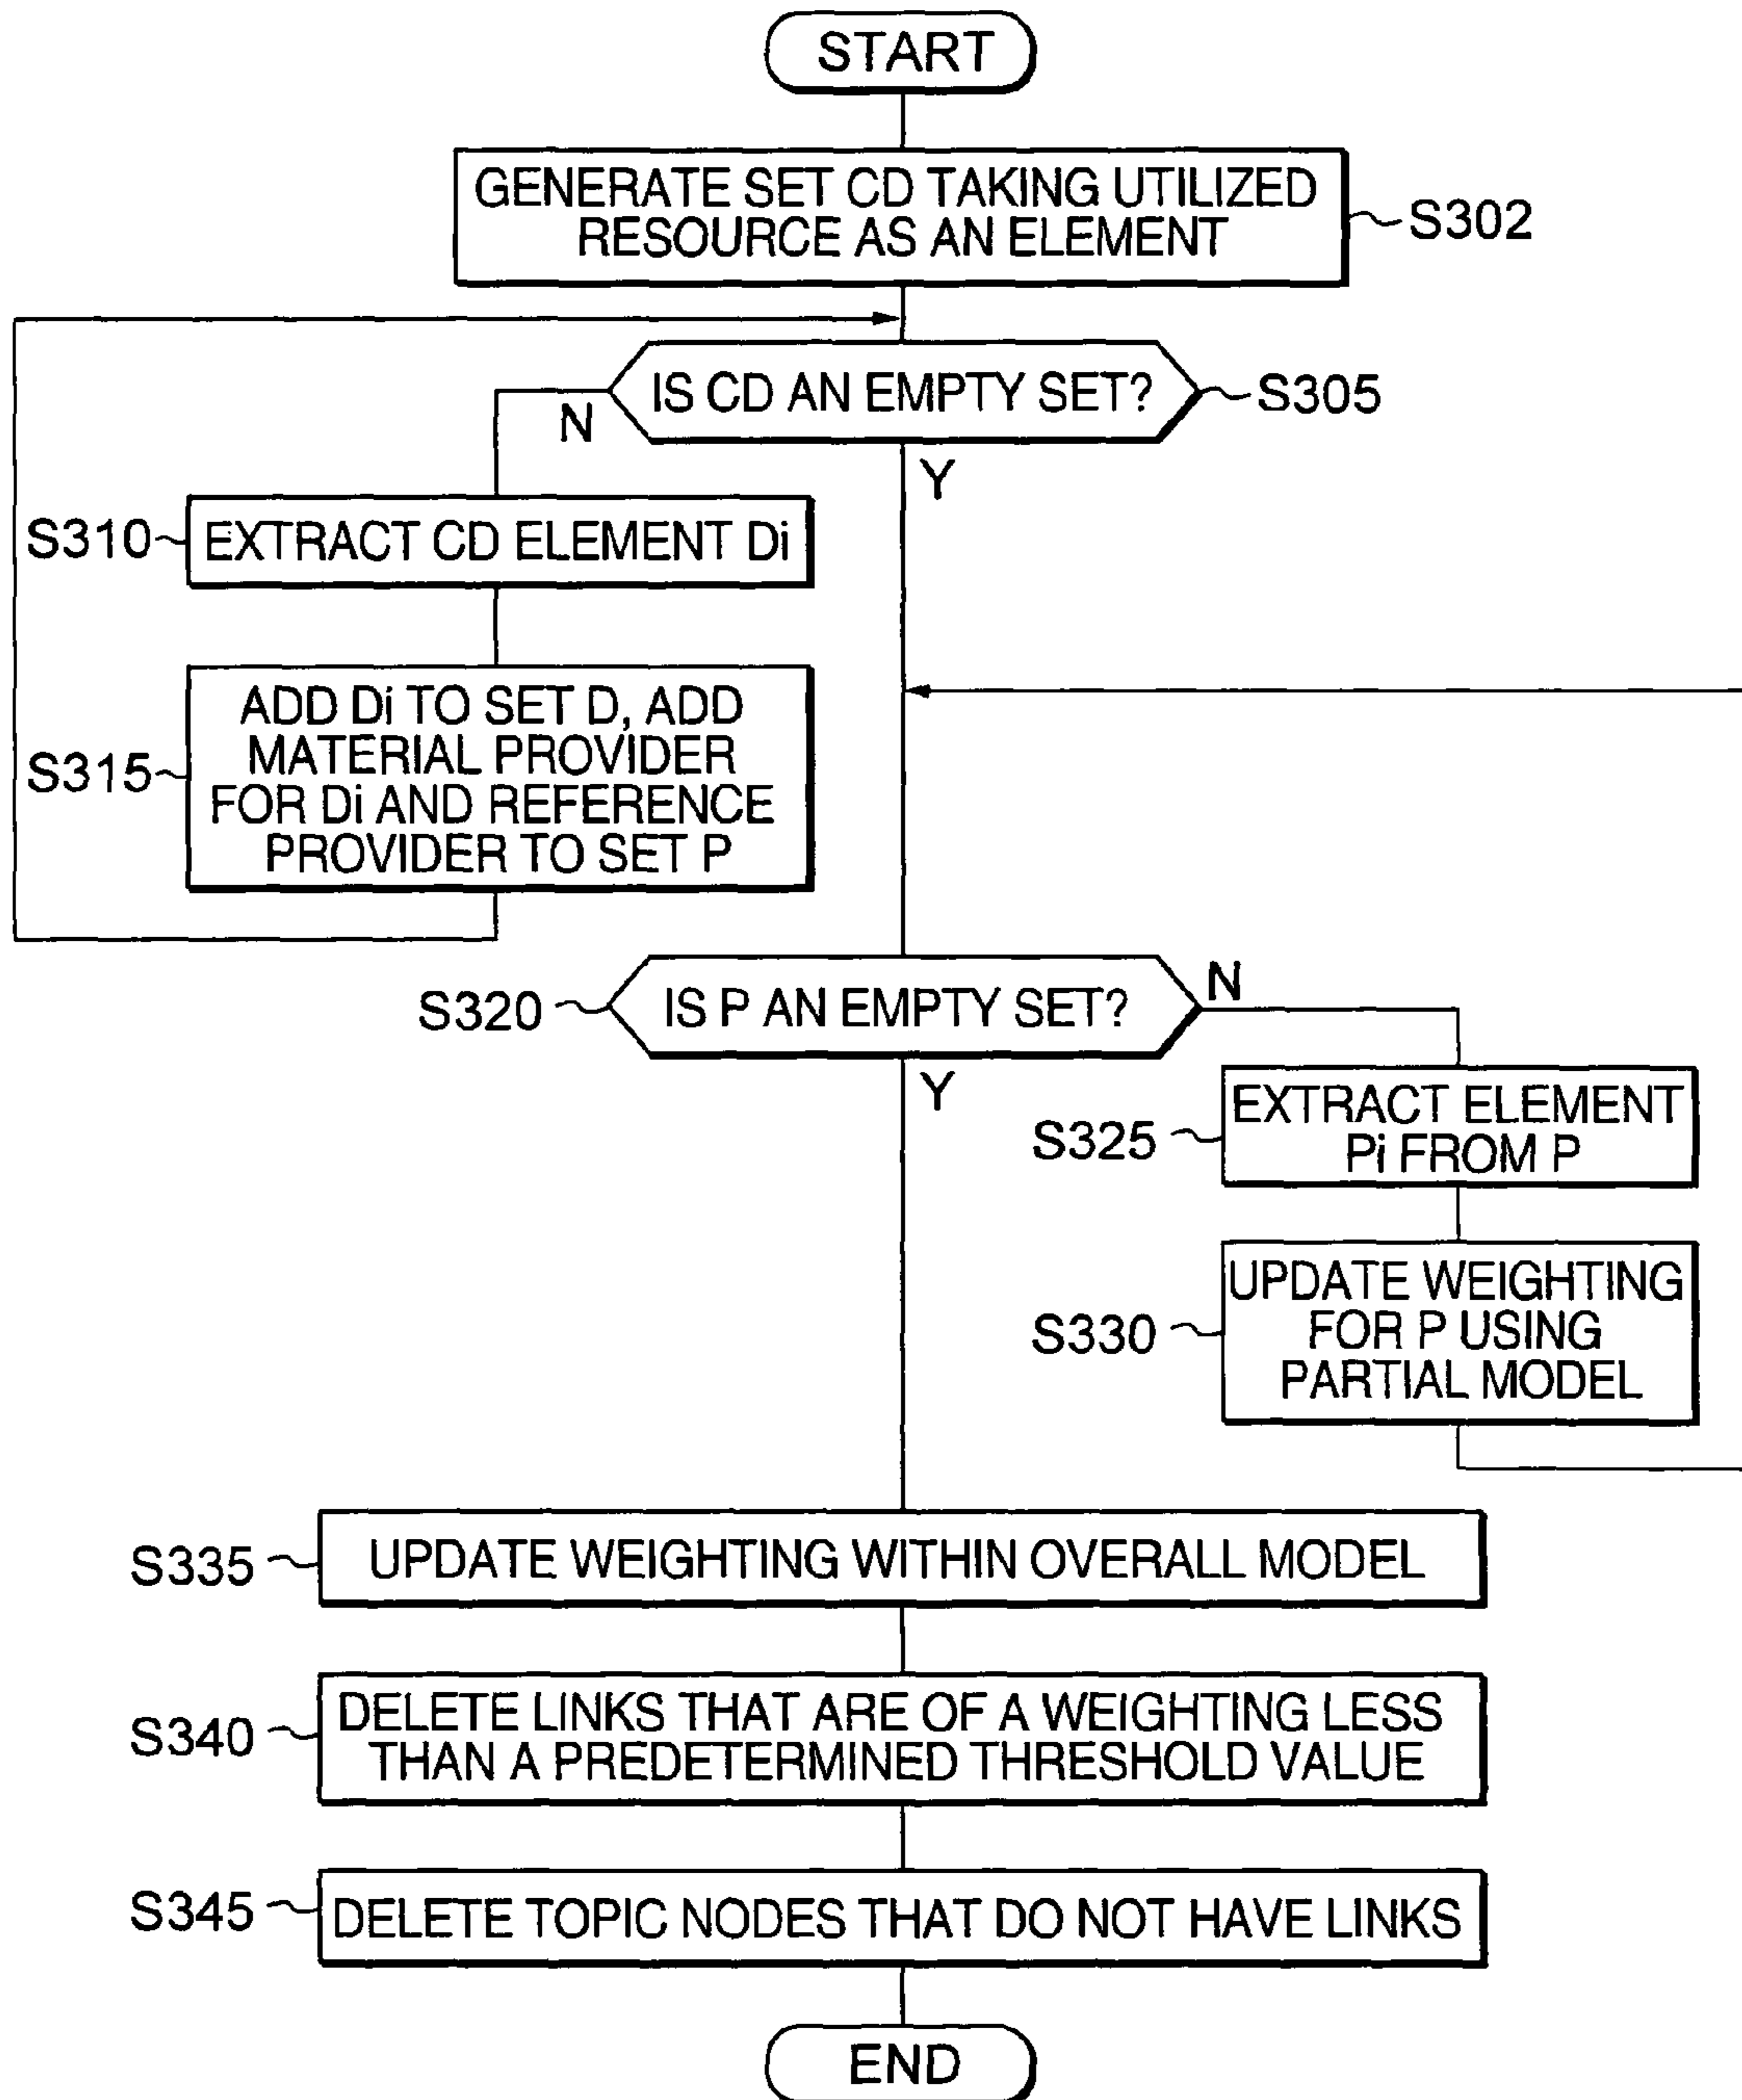 START
GENERATE SET CD TAKING UTILIZED
RESOURCE AS AN ELEMENT
S302
IS CD AN EMPTY SET?
S305
N
Y
S310
EXTRACT CD ELEMENT Di
S315
ADD Di TO SET D, ADD
MATERIAL PROVIDER
FOR Di AND REFERENCE
PROVIDER TO SET P
S320
IS P AN EMPTY SET?
N
Y
S325
EXTRACT ELEMENT
Pi FROM P
S330
UPDATE WEIGHTING
FOR P USING
PARTIAL MODEL
S335
UPDATE WEIGHTING WITHIN OVERALL MODEL
S340
DELETE LINKS THAT ARE OF A WEIGHTING LESS
THAN A PREDETERMINED THRESHOLD VALUE
S345
DELETE TOPIC NODES THAT DO NOT HAVE LINKS
END